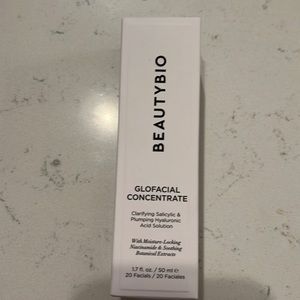 BEAUTYBIO
GLOFACIAL
CONCENTRATE
Clarifying Salicylic &
Plumping Hyaluronic
Acid Solution
With Moisture-Locking
Niacinamide & Soothing
Botanical Extracts
1.7 fl. oz. / 50 ml ℮
20 Facials / 20 Faciales